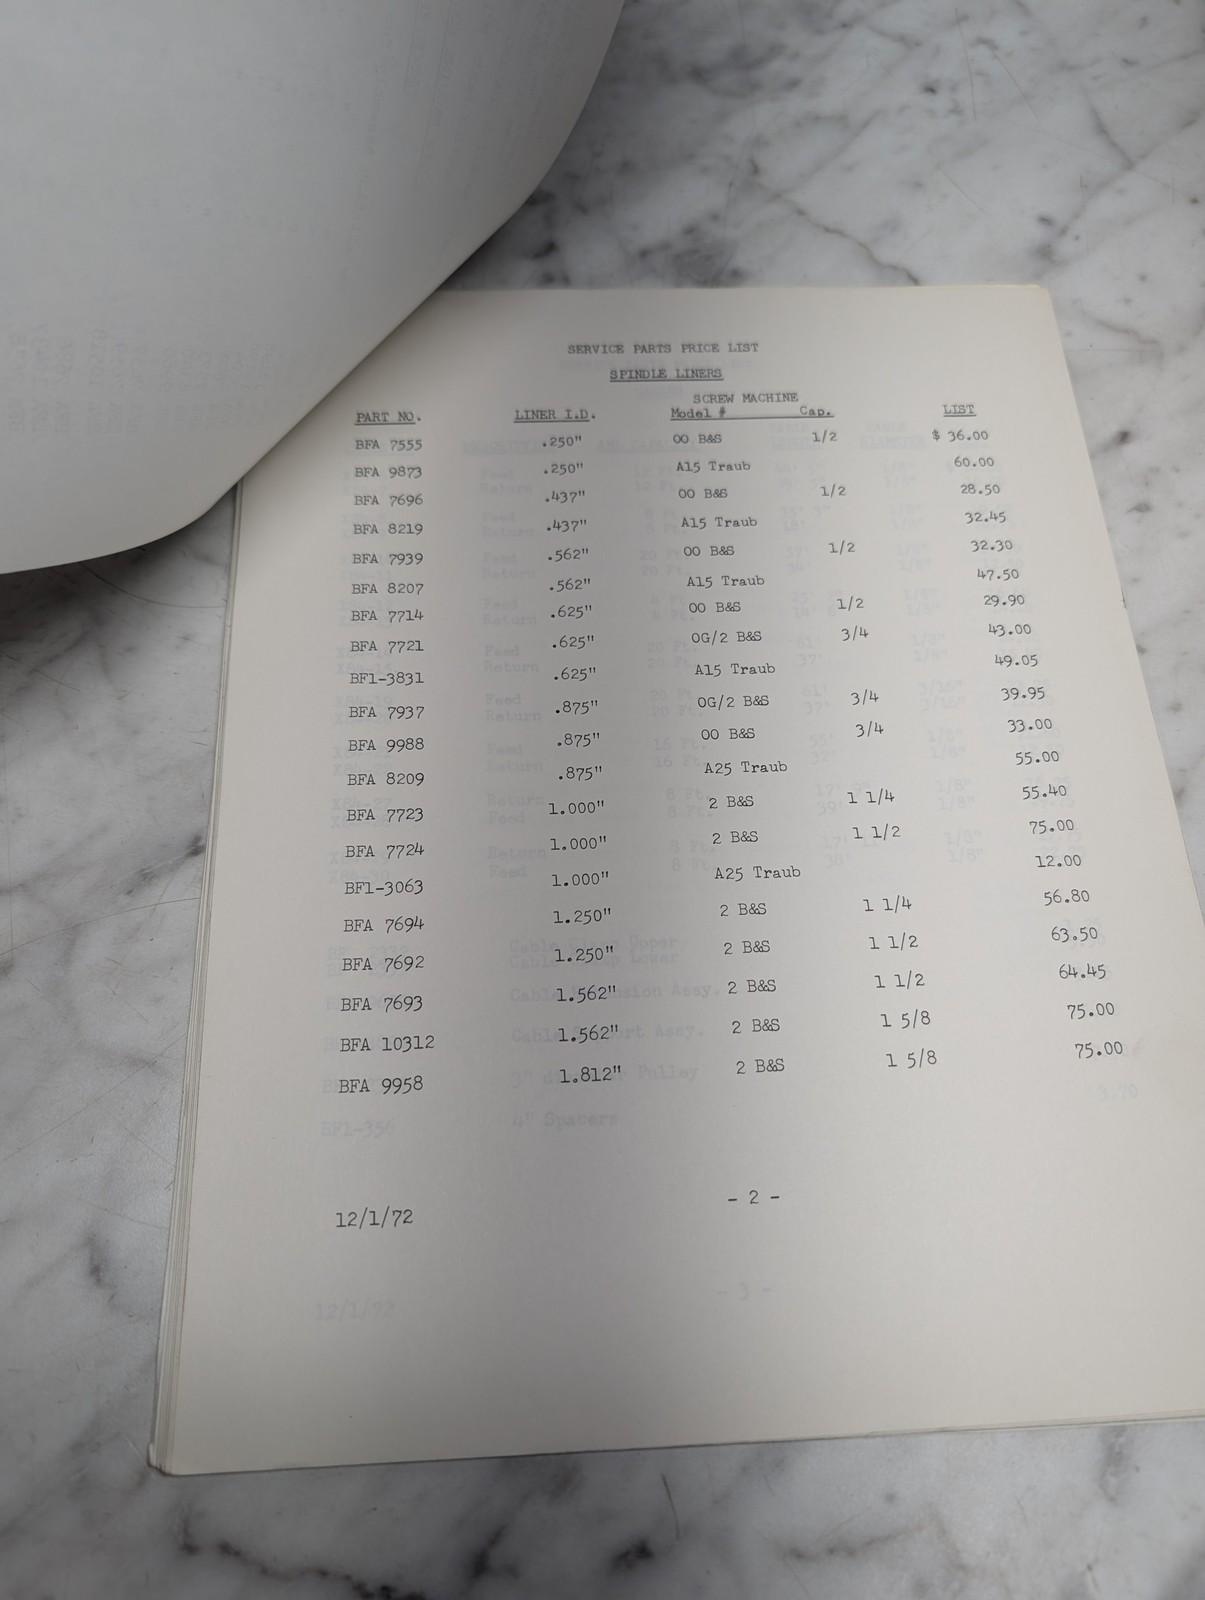 SERVICE PARTS PRICE LIST
SPINDLE LINERS
SCREW MACHINE
PART NO. LINER I.D. Model # Cap. LIST
BFA 7555 .250" 00 B&S 1/2 $ 36.00
BFA 9873 .250" A15 Traub 60.00
BFA 7696 .437" 00 B&S 1/2 28.50
BFA 8219 .437" A15 Traub 32.45
BFA 7939 .562" 00 B&S 1/2 32.30
BFA 8207 .562" A15 Traub 47.50
BFA 7714 .625" 00 B&S 1/2 29.90
BFA 7721 .625" 0G/2 B&S 3/4 43.00
BF1-3831 .625" A15 Traub 49.05
BFA 7937 .875" 0G/2 B&S 3/4 39.95
BFA 9988 .875" 00 B&S 3/4 33.00
BFA 8209 .875" A25 Traub 55.00
BFA 7723 1.000" 2 B&S 1 1/4 55.40
BFA 7724 1.000" 2 B&S 1 1/2 75.00
BF1-3063 1.000" A25 Traub 12.00
BFA 7694 1.250" 2 B&S 1 1/4 56.80
BFA 7692 1.250" 2 B&S 1 1/2 63.50
BFA 7693 1.562" 2 B&S 1 1/2 64.45
BFA 10312 1.562" 2 B&S 1 5/8 75.00
BFA 9958 1.812" 2 B&S 1 5/8 75.00
- 2 -
12/1/72